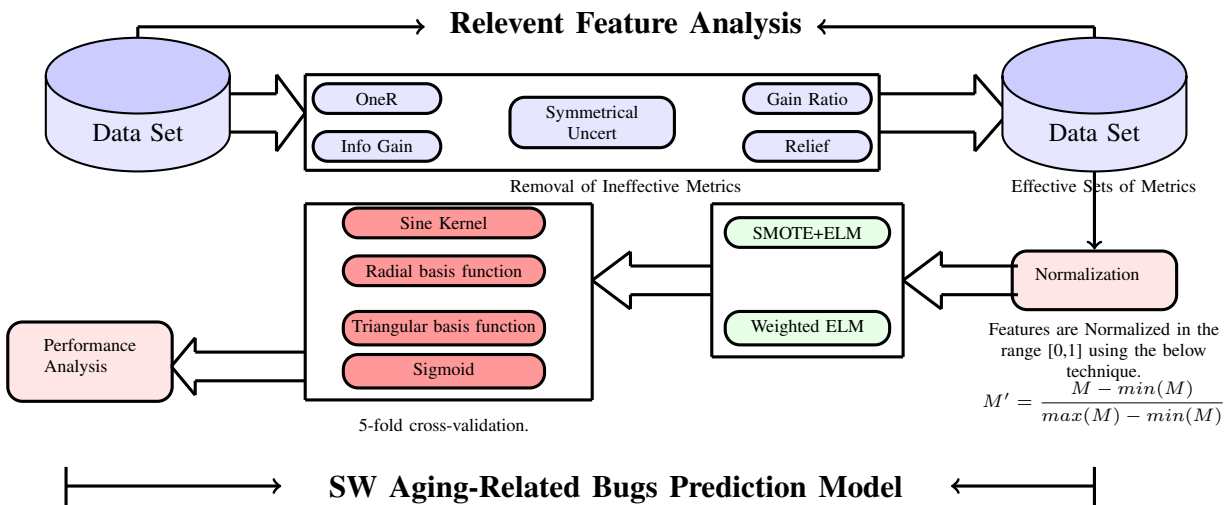 Relevent Feature Analysis
Data Set
OneR
Info Gain
Symmetrical
Uncert
Gain Ratio
Relief
Data Set
Removal of Ineffective Metrics
Effective Sets of Metrics
Sine Kernel
Radial basis function
Triangular basis function
Sigmoid
SMOTE+ELM
Weighted ELM
Normalization
Performance
Analysis
Features are Normalized in the
range [0,1] using the below
technique.
M′ = (M − min(M)) / (max(M) − min(M))
5-fold cross-validation.
SW Aging-Related Bugs Prediction Model